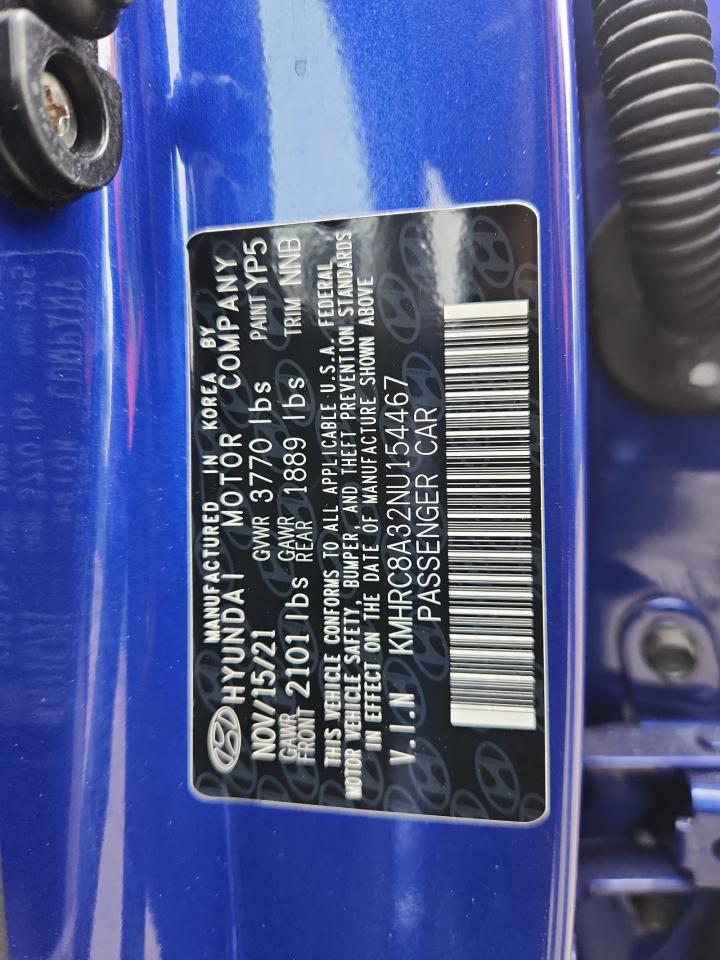 MANUFACTURED IN KOREA BY
HYUNDAI MOTOR COMPANY
NOV/15/21 GVWR 3770 lbs PAINT YP5
GAWR FRONT 2101 lbs GAWR REAR 1889 lbs TRIM NNB
THIS VEHICLE CONFORMS TO ALL APPLICABLE U.S.A. FEDERAL
MOTOR VEHICLE SAFETY, BUMPER, AND THEFT PREVENTION STANDARDS
IN EFFECT ON THE DATE OF MANUFACTURE SHOWN ABOVE
V.I.N KMHRC8A32NU154467
PASSENGER CAR